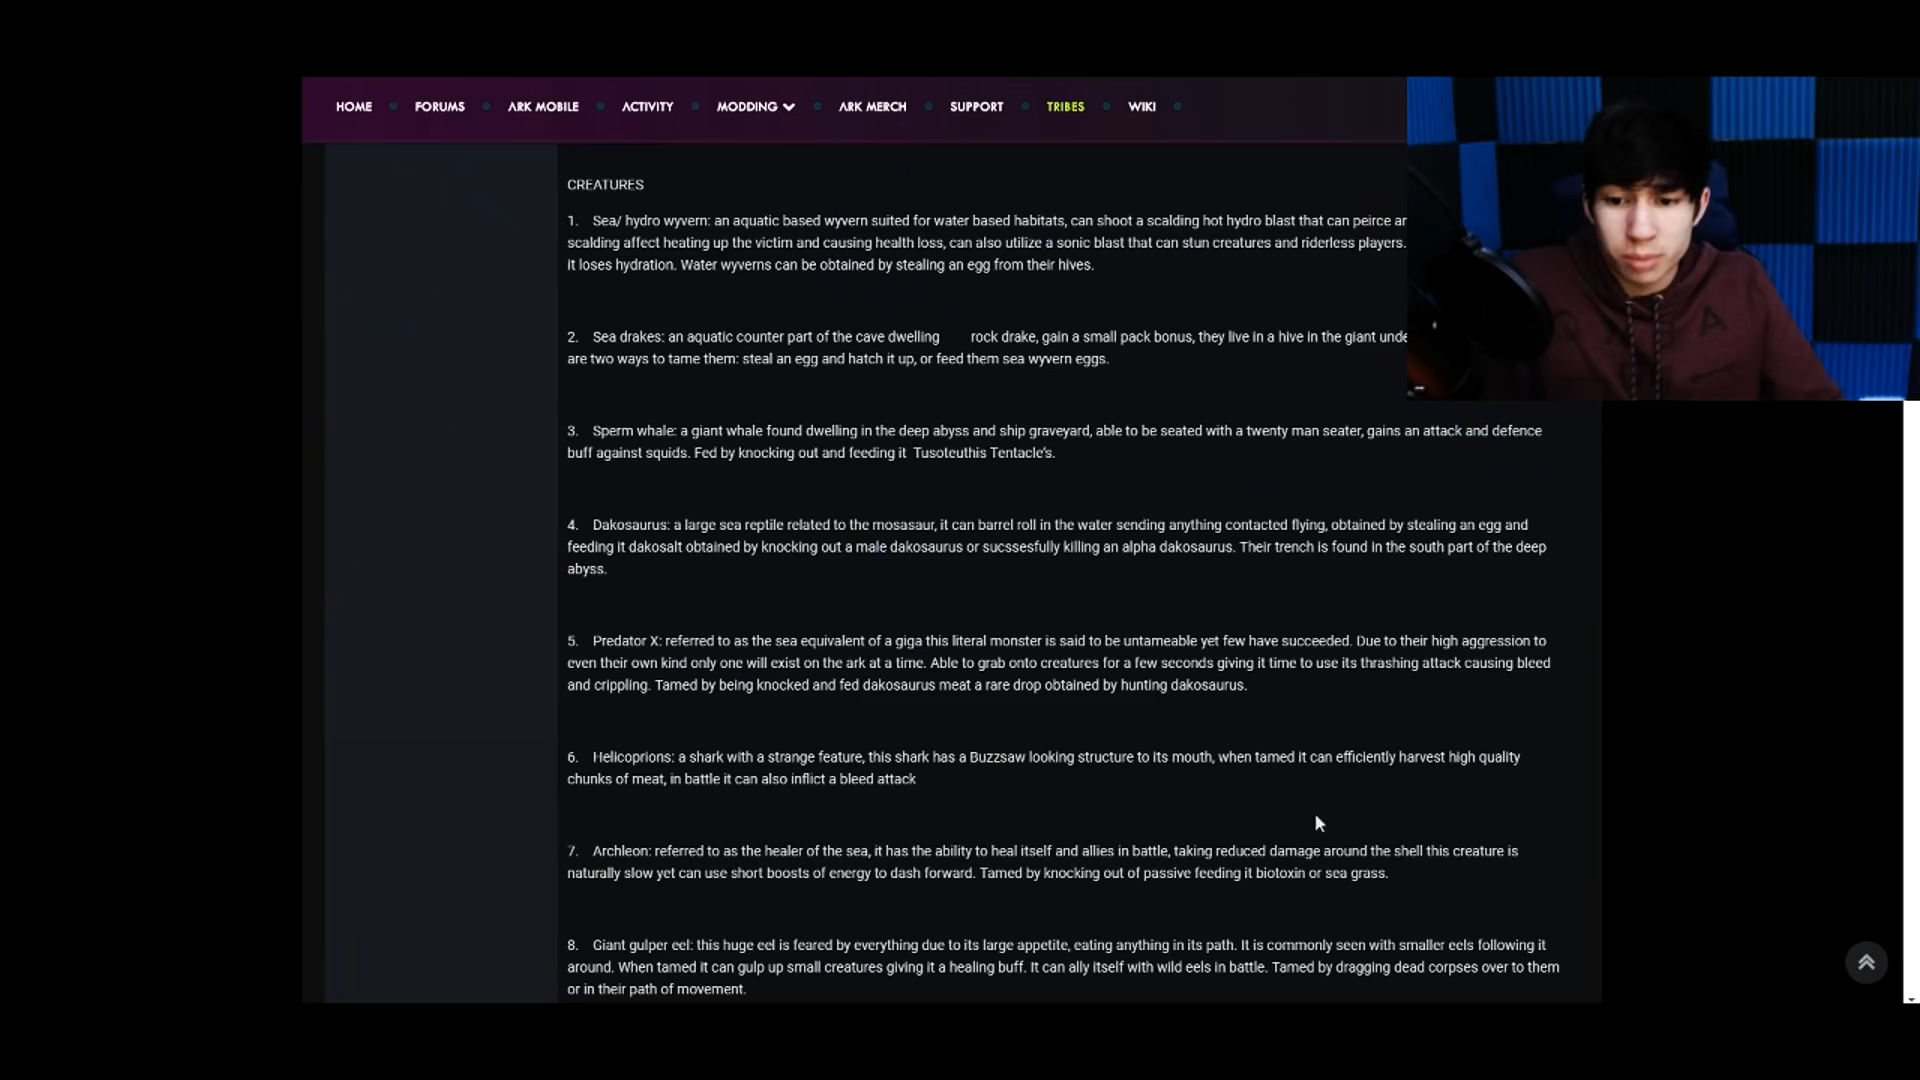 HOME FORUMS ARK MOBILE ACTIVITY MODDING ARK MERCH SUPPORT TRIBES WIKI
CREATURES
1. Sea/ hydro wyvern: an aquatic based wyvern suited for water based habitats, can shoot a scalding hot hydro blast that can peirce ar
scalding affect heating up the victim and causing health loss, can also utilize a sonic blast that can stun creatures and riderless players.
it loses hydration. Water wyverns can be obtained by stealing an egg from their hives.
2. Sea drakes: an aquatic counter part of the cave dwelling rock drake, gain a small pack bonus, they live in a hive in the giant unde
are two ways to tame them: steal an egg and hatch it up, or feed them sea wyvern eggs.
3. Sperm whale: a giant whale found dwelling in the deep abyss and ship graveyard, able to be seated with a twenty man seater, gains an attack and defence
buff against squids. Fed by knocking out and feeding it Tusoteuthis Tentacle's.
4. Dakosaurus: a large sea reptile related to the mosasaur, it can barrel roll in the water sending anything contacted flying, obtained by stealing an egg and
feeding it dakosalt obtained by knocking out a male dakosaurus or sucssesfully killing an alpha dakosaurus. Their trench is found in the south part of the deep
abyss.
5. Predator X: referred to as the sea equivalent of a giga this literal monster is said to be untameable yet few have succeeded. Due to their high aggression to
even their own kind only one will exist on the ark at a time. Able to grab onto creatures for a few seconds giving it time to use its thrashing attack causing bleed
and crippling. Tamed by being knocked and fed dakosaurus meat a rare drop obtained by hunting dakosaurus.
6. Helicoprions: a shark with a strange feature, this shark has a Buzzsaw looking structure to its mouth, when tamed it can efficiently harvest high quality
chunks of meat, in battle it can also inflict a bleed attack
7. Archleon: referred to as the healer of the sea, it has the ability to heal itself and allies in battle, taking reduced damage around the shell this creature is
naturally slow yet can use short boosts of energy to dash forward. Tamed by knocking out of passive feeding it biotoxin or sea grass.
8. Giant gulper eel: this huge eel is feared by everything due to its large appetite, eating anything in its path. It is commonly seen with smaller eels following it
around. When tamed it can gulp up small creatures giving it a healing buff. It can ally itself with wild eels in battle. Tamed by dragging dead corpses over to them
or in their path of movement.